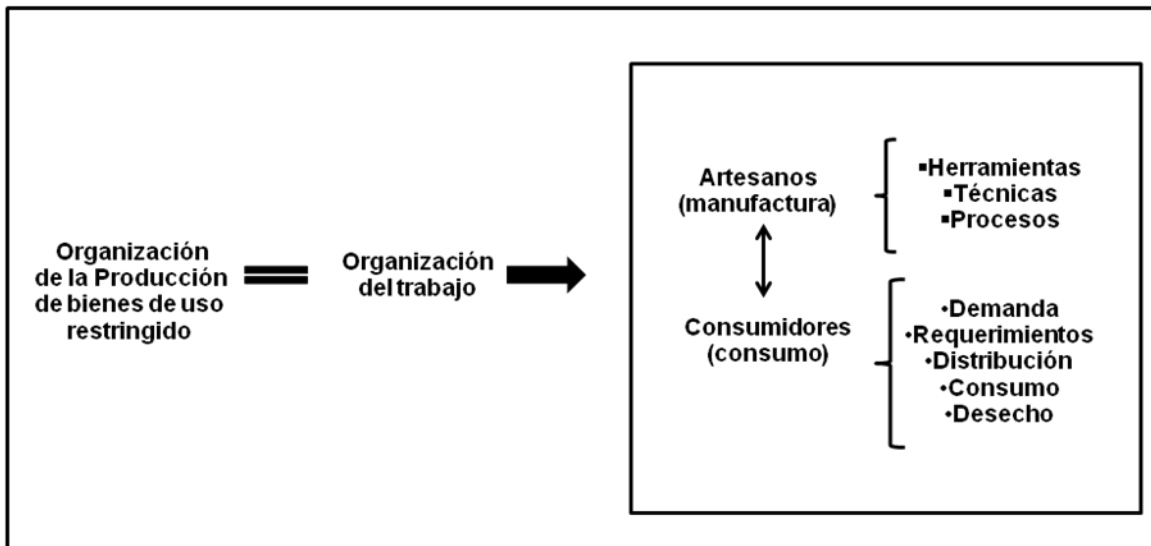 Organización
de la Producción
de bienes de uso
restringido
Organización
del trabajo
Artesanos
(manufactura)
▪Herramientas
▪Técnicas
▪Procesos
Consumidores
(consumo)
•Demanda
•Requerimientos
•Distribución
•Consumo
•Desecho